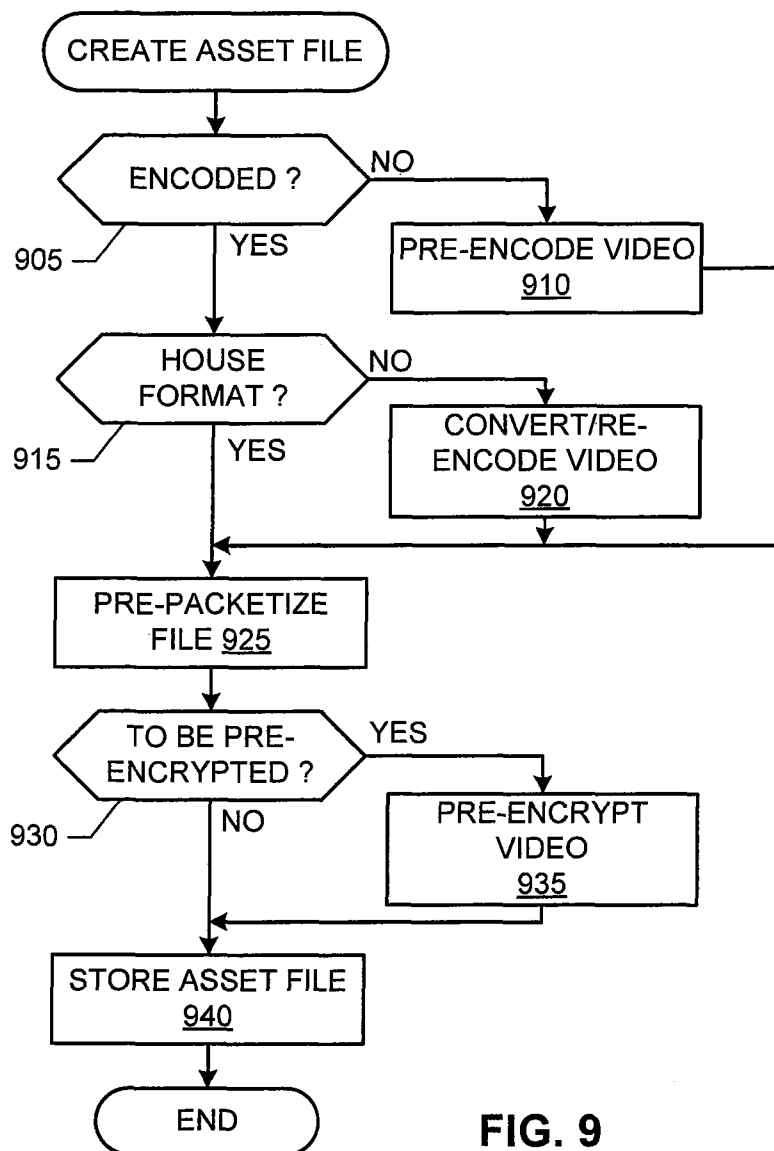 CREATE ASSET FILE
ENCODED ?
NO
905
YES
PRE-ENCODE VIDEO
910
HOUSE
FORMAT ?
NO
915
YES
CONVERT/RE-
ENCODE VIDEO
920
PRE-PACKETIZE
FILE 925
TO BE PRE-
ENCRYPTED ?
YES
930
NO
PRE-ENCRYPT
VIDEO
935
STORE ASSET FILE
940
END
FIG. 9